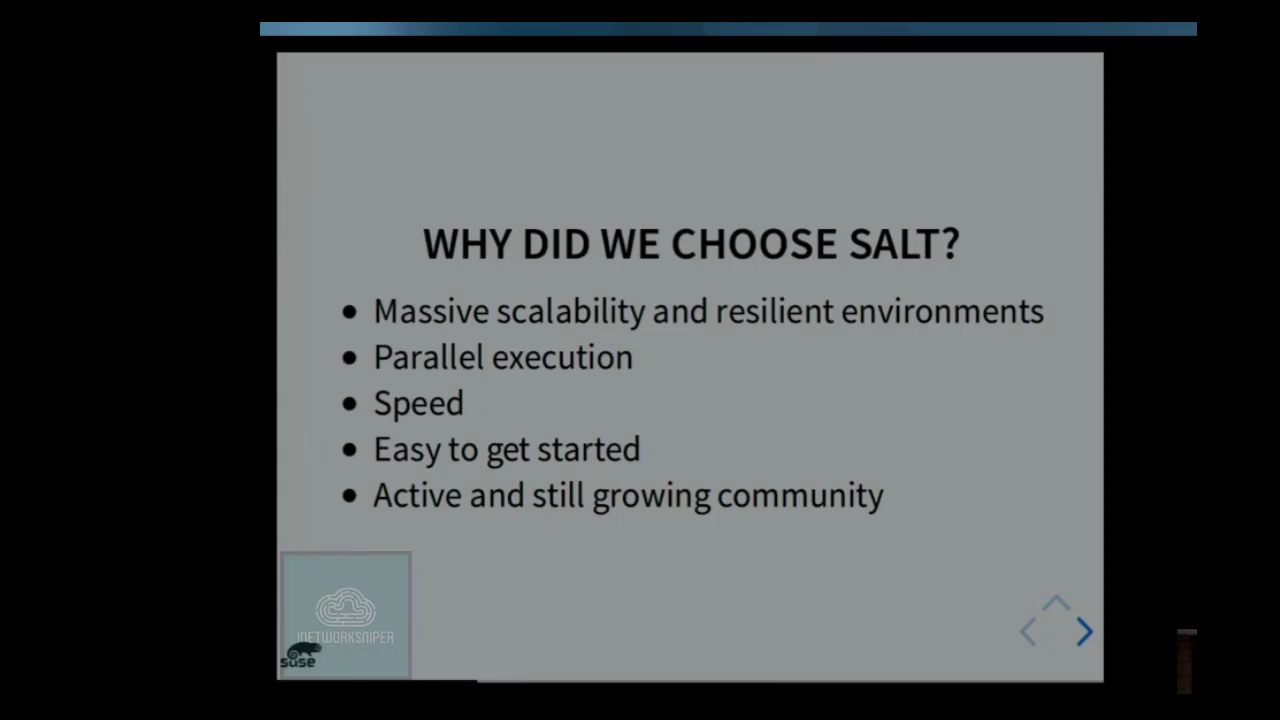 WHY DID WE CHOOSE SALT?
Massive scalability and resilient environments
Parallel execution
Speed
Easy to get started
Active and still growing community
NETWORKSNIPER
suse